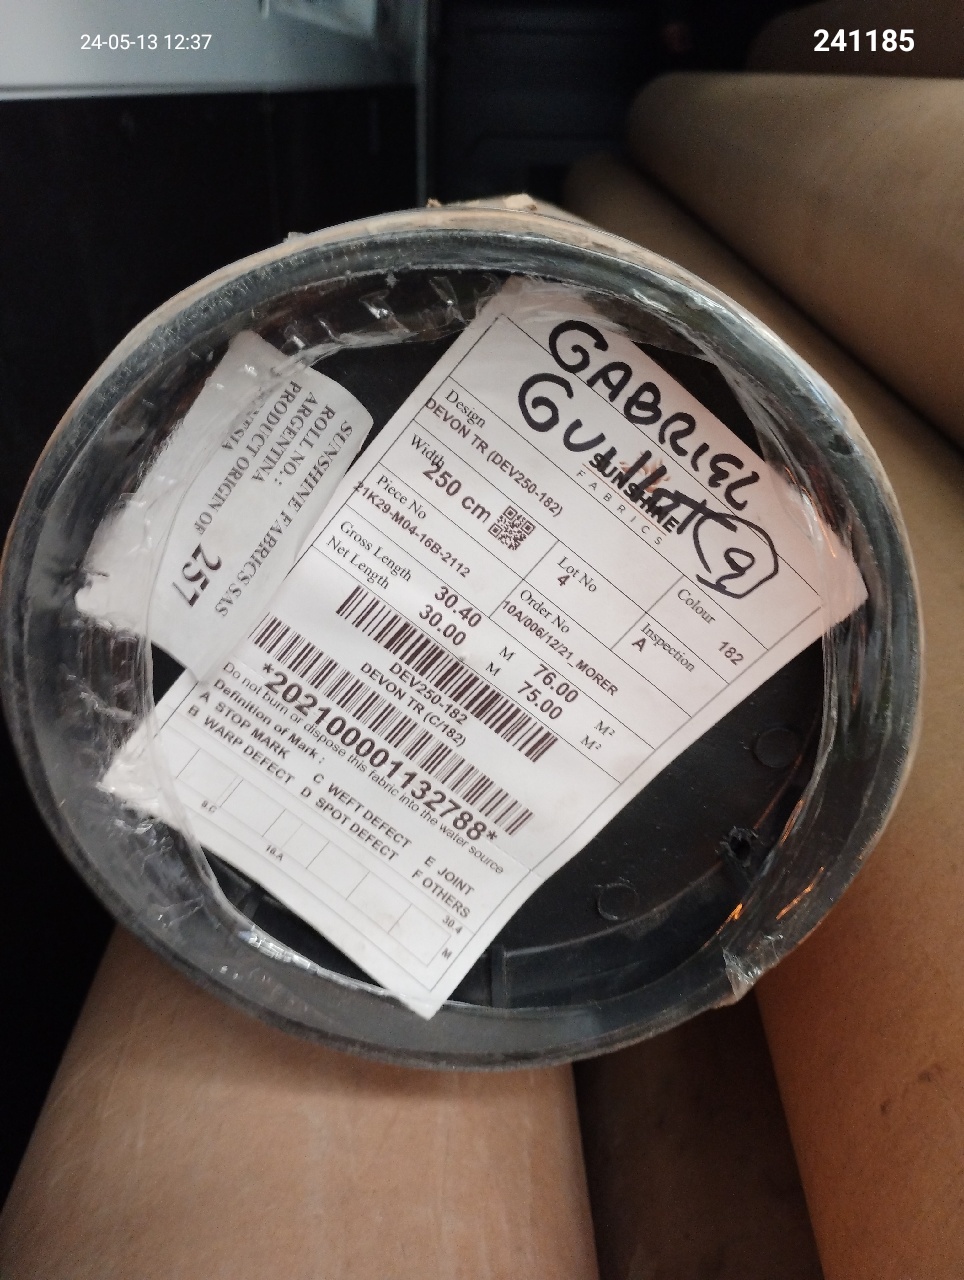 24-05-13 12:37
241185
GABRIEL
SUNSHINE
FABRICS
Design
DEVON TR (DEV250-182)
Width
250 cm
Lot No
4
Colour
182
Piece No
21K29-M04-16B-2112
Order No
10A/006/12/21_MORER
Inspection
A
Gross Length
30.40 M
76.00 M²
Net Length
30.00 M
75.00 M²
DEV250-182
DEVON TR (C/182)
*2021000001132788*
Do not burn or dispose this fabric into the water source
Definition of Mark :
A STOP MARK
C WEFT DEFECT
E JOINT
B WARP DEFECT
D SPOT DEFECT
F OTHERS
16.A
30.4
M
SUNSHINE FABRICS SAS
ROLL NO.:
257
ARGENTINA
PRODUCT ORIGIN OF